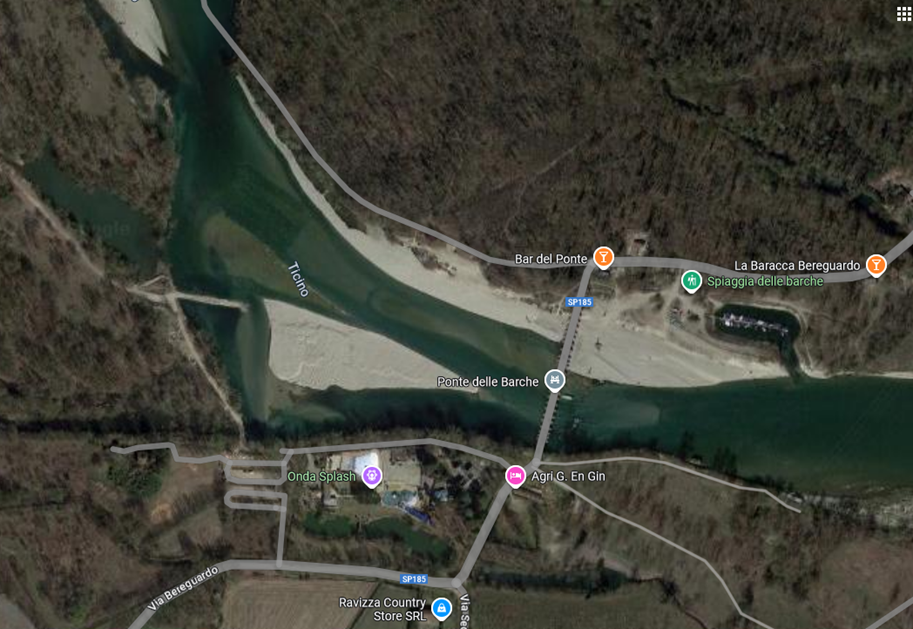 Bar del Ponte
La Baracca Bereguardo
Spiaggia delle barche
Ticino
SP185
Ponte delle Barche
Onda Splash
Agri G. En Gin
SP185
Via Bereguardo
Ravizza Country
Store SRL